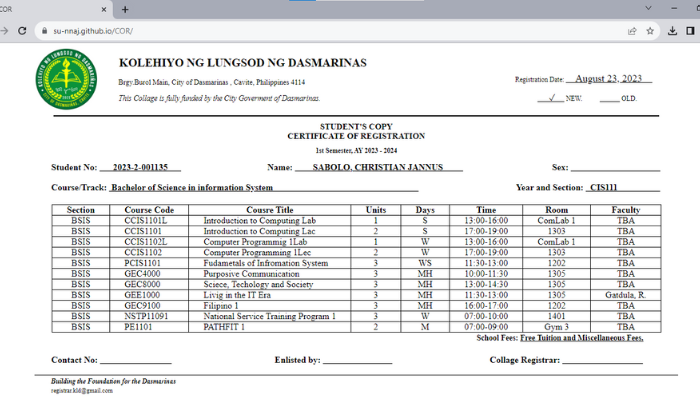 COR
su-nnaj.github.io/COR/
KOLEHIYO NG LUNGSOD NG DASMARINAS
Brgy.Burol Main, City of Dasmarinas , Cavite, Philippines 4114
Registration Date: August 23, 2023
This Collage is fully funded by the City Goverment of Dasmarinas.
✓ NEW. OLD.
STUDENT'S COPY
CERTIFICATE OF REGISTRATION
1st Semester, AY 2023 - 2024
Student No: 2023-2-001135 Name: SABOLO, CHRISTIAN JANNUS Sex:
Course/Track: Bachelor of Science in information System Year and Section: CIS111
Section Course Code Cousre Title Units Days Time Room Faculty
BSIS CCIS1101L Introduction to Computing Lab 1 S 13:00-16:00 ComLab 1 TBA
BSIS CCIS1101 Introduction to Computing Lac 2 S 17:00-19:00 1303 TBA
BSIS CCIS1102L Computer Programmig 1Lab 1 W 13:00-16:00 ComLab 1 TBA
BSIS CCIS1102 Computer Programming 1Lec 2 W 17:00-19:00 1303 TBA
BSIS PCIS1101 Fudametals of Infromation System 3 WS 11:30-13:00 1202 TBA
BSIS GEC4000 Purposive Communication 3 MH 10:00-11:30 1305 TBA
BSIS GEC8000 Sciece, Techology and Society 3 MH 13:00-14:30 1305 TBA
BSIS GEE1000 Livig in the IT Era 3 MH 11:30-13:00 1305 Gatdula, R.
BSIS GEC9100 Filipino 1 3 MH 16:00-17:00 1202 TBA
BSIS NSTP11091 National Service Training Program 1 3 W 07:00-10:00 1401 TBA
BSIS PE1101 PATHFIT 1 2 M 07:00-09:00 Gym 3 TBA
School Fees: Free Tuition and Miscellaneous Fees.
Contact No: Enlisted by: Collage Registrar:
Building the Foundation for the Dasmarinas
registrar.kld@gmail.com